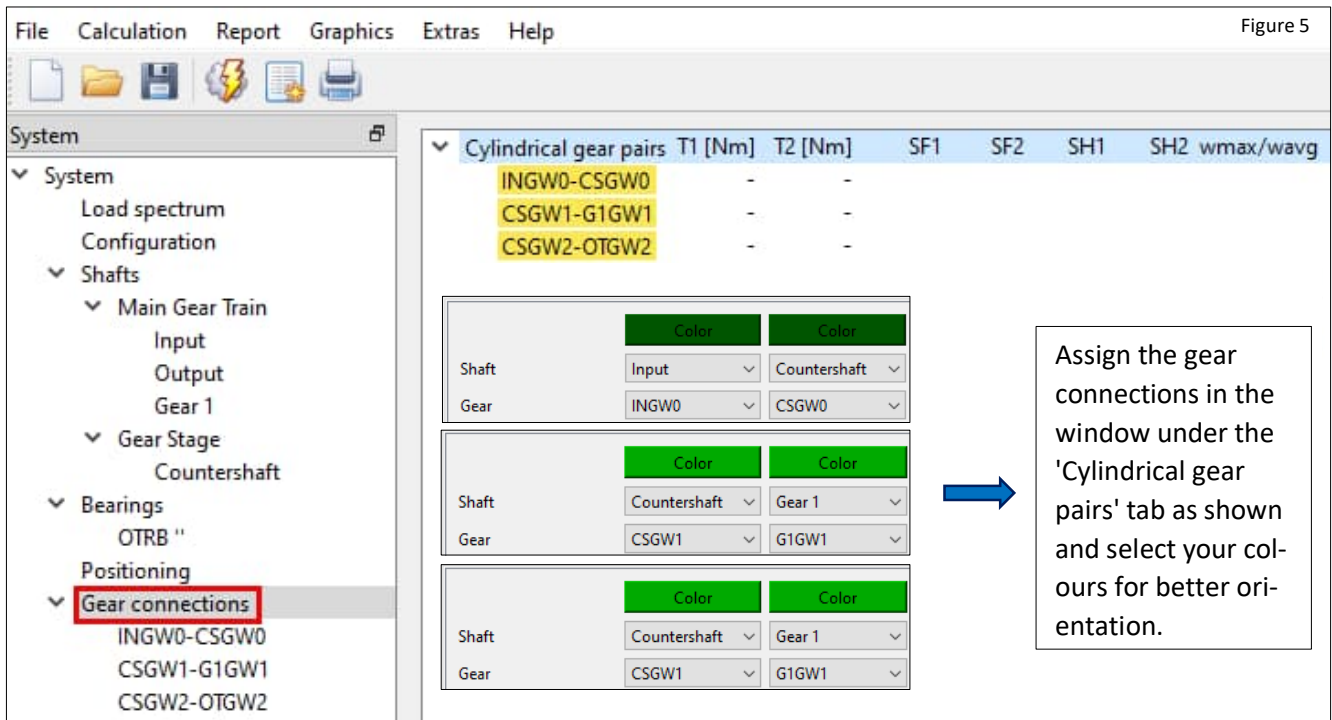 File Calculation Report Graphics Extras Help
Figure 5
System
System
Load spectrum
Configuration
Shafts
Main Gear Train
Input
Output
Gear 1
Gear Stage
Countershaft
Bearings
OTRB ''
Positioning
Gear connections
INGW0-CSGW0
CSGW1-G1GW1
CSGW2-OTGW2
Cylindrical gear pairs T1 [Nm] T2 [Nm] SF1 SF2 SH1 SH2 wmax/wavg
INGW0-CSGW0 - -
CSGW1-G1GW1 - -
CSGW2-OTGW2 - -
Color Color
Shaft Input Countershaft
Gear INGW0 CSGW0
Color Color
Shaft Countershaft Gear 1
Gear CSGW1 G1GW1
Color Color
Shaft Countershaft Gear 1
Gear CSGW1 G1GW1
Assign the gear
connections in the
window under the
'Cylindrical gear
pairs' tab as shown
and select your col-
ours for better ori-
entation.